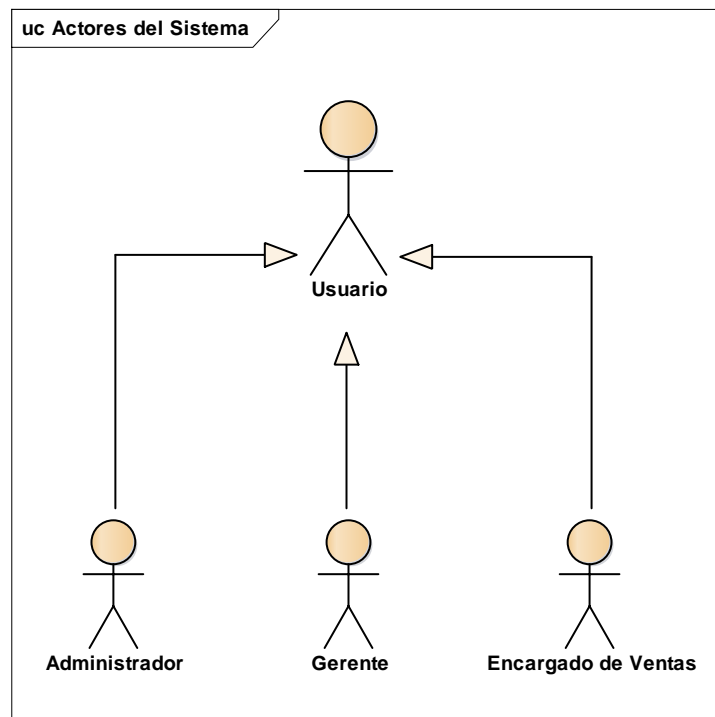 uc Actores del Sistema
Usuario
Administrador
Gerente
Encargado de Ventas